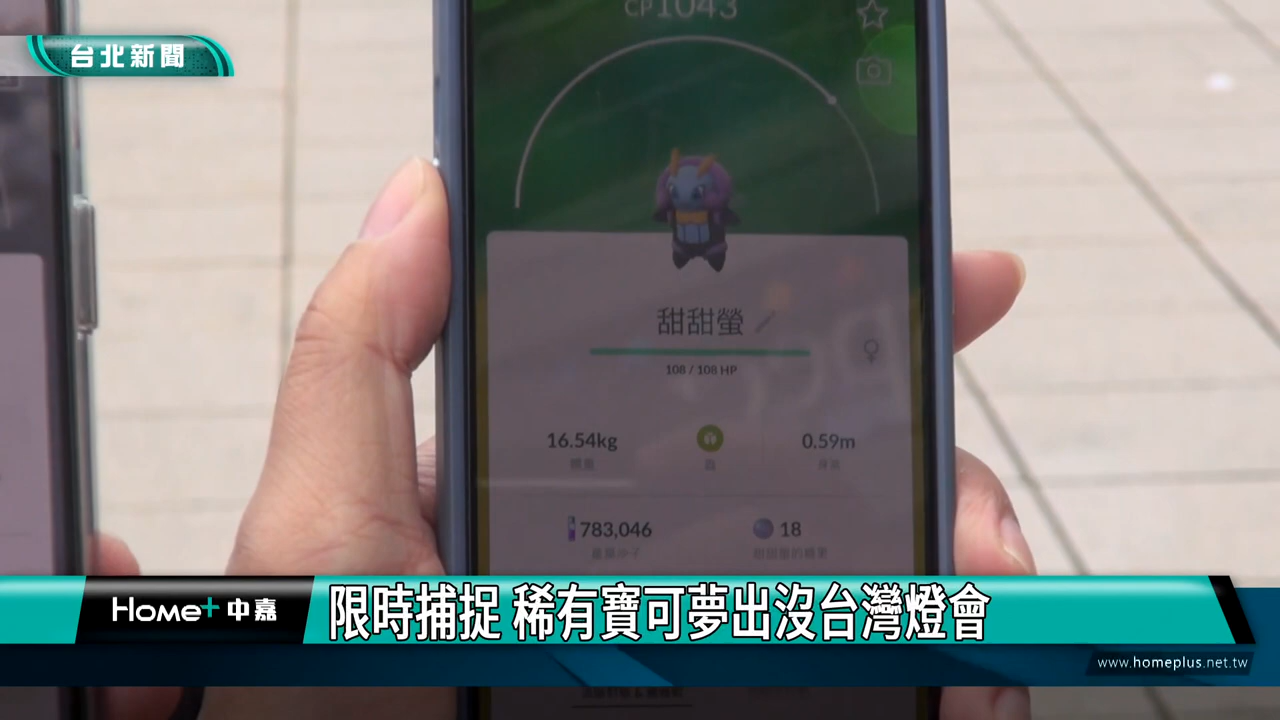 CP1043
台北新聞
甜甜螢
108 / 108 HP
16.54kg
0.59m
蟲
783,046
18
Home+ 中嘉
限時捕捉 稀有寶可夢出沒台灣燈會
www.homeplus.net.tw